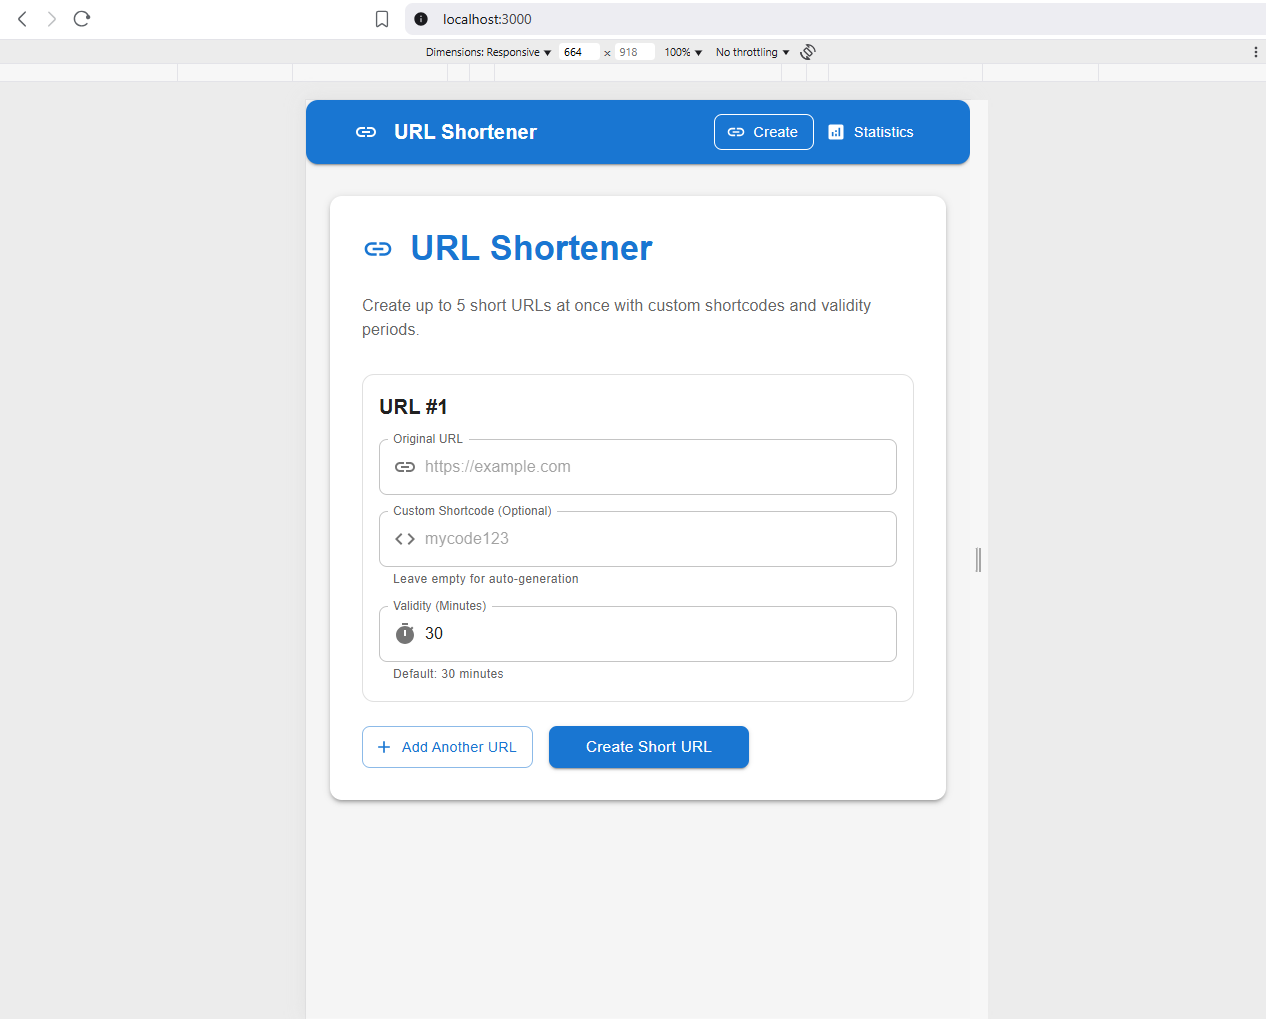 localhost:3000
Dimensions: Responsive 664 x 918 100% No throttling
URL Shortener Create Statistics
URL Shortener
Create up to 5 short URLs at once with custom shortcodes and validity
periods.
URL #1
Original URL
https://example.com
Custom Shortcode (Optional)
mycode123
Leave empty for auto-generation
Validity (Minutes)
30
Default: 30 minutes
Add Another URL Create Short URL